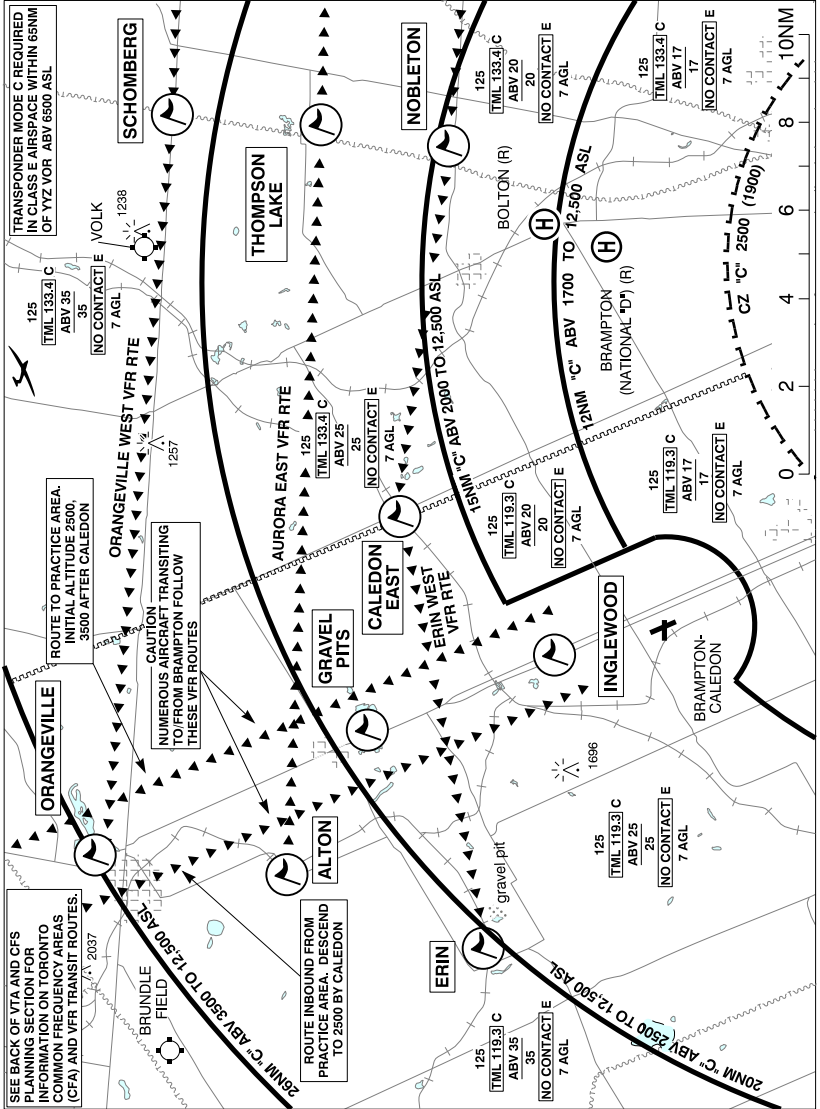 SEE BACK OF VTA AND CFS
PLANNING SECTION FOR
INFORMATION ON TORONTO
COMMON FREQUENCY AREAS
(CFA) AND VFR TRANSIT ROUTES.
2037
BRUNDLE
FIELD
26NM "C" ABV 3500 TO 12,500 ASL
ORANGEVILLE
ROUTE TO PRACTICE AREA.
INITIAL ALTITUDE 2500,
3500 AFTER CALEDON
ORANGEVILLE WEST VFR RTE
1257
125
TML 133.4 C
ABV 35
35
NO CONTACT E
7 AGL
VOLK
1238
SCHOMBERG
TRANSPONDER MODE C REQUIRED
IN CLASS E AIRSPACE WITHIN 65NM
OF YYZ VOR ABV 6500 ASL
CAUTION
NUMEROUS AIRCRAFT TRANSITING
TO/FROM BRAMPTON FOLLOW
THESE VFR ROUTES
ROUTE INBOUND FROM
PRACTICE AREA. DESCEND
TO 2500 BY CALEDON
ALTON
GRAVEL
PITS
AURORA EAST VFR RTE
125
TML 133.4 C
ABV 25
25
NO CONTACT E
7 AGL
THOMPSON
LAKE
CALEDON
EAST
ERIN WEST
VFR RTE
NOBLETON
15NM "C" ABV 2000 TO 12,500 ASL
ERIN
gravel pit
125
TML 119.3 C
ABV 35
35
NO CONTACT E
7 AGL
20NM "C" ABV 2500 TO 12,500 ASL
1696
INGLEWOOD
125
TML 119.3 C
ABV 20
20
NO CONTACT E
7 AGL
BOLTON (R)
H
125
TML 133.4 C
ABV 20
20
NO CONTACT E
7 AGL
12NM "C" ABV 1700 TO 12,500 ASL
H
BRAMPTON
(NATIONAL "D") (R)
125
TML 133.4 C
ABV 17
17
NO CONTACT E
7 AGL
125
TML 119.3 C
ABV 25
25
NO CONTACT E
7 AGL
BRAMPTON-
CALEDON
125
TML 119.3 C
ABV 17
17
NO CONTACT E
7 AGL
CZ "C" 2500 (1900)
0 2 4 6 8 10NM